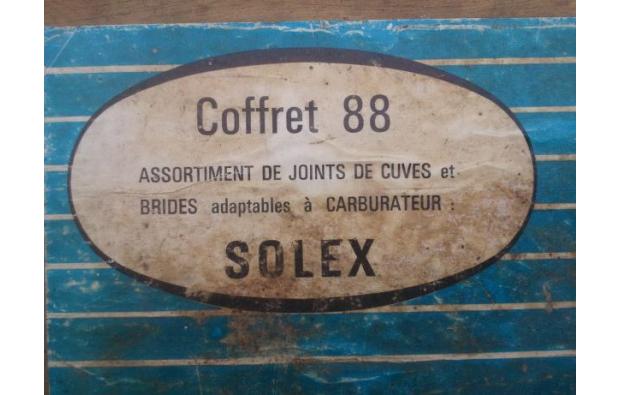 Coffret 88
ASSORTIMENT DE JOINTS DE CUVES et
BRIDES adaptables à CARBURATEUR :
SOLEX